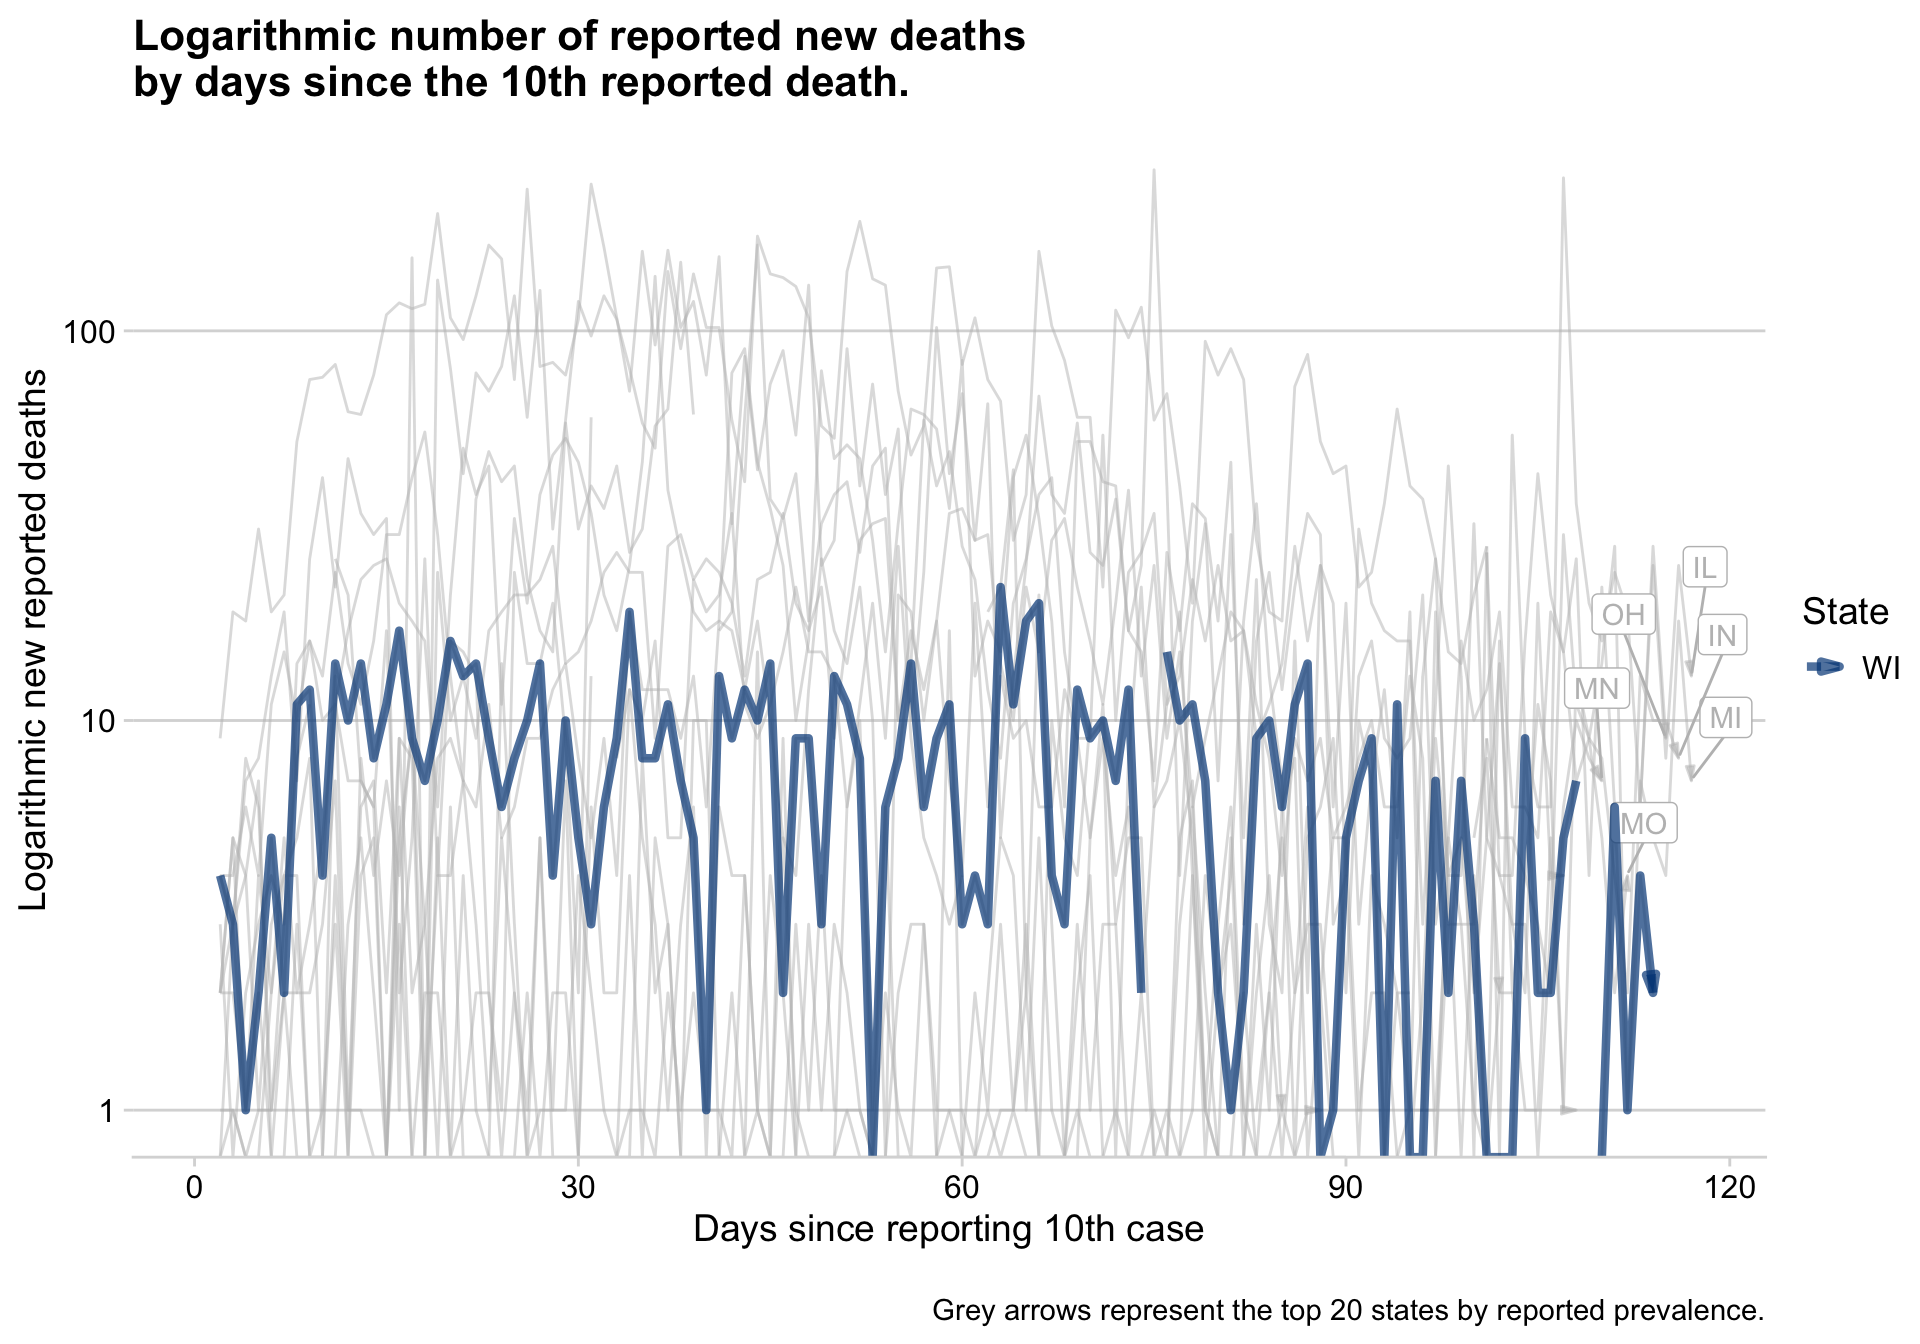 Logarithmic number of reported new deaths
by days since the 10th reported death.
Logarithmic new reported deaths
100
10
1
IL
OH
IN
MN
MI
MO
State
WI
0
30
60
90
120
Days since reporting 10th case
Grey arrows represent the top 20 states by reported prevalence.